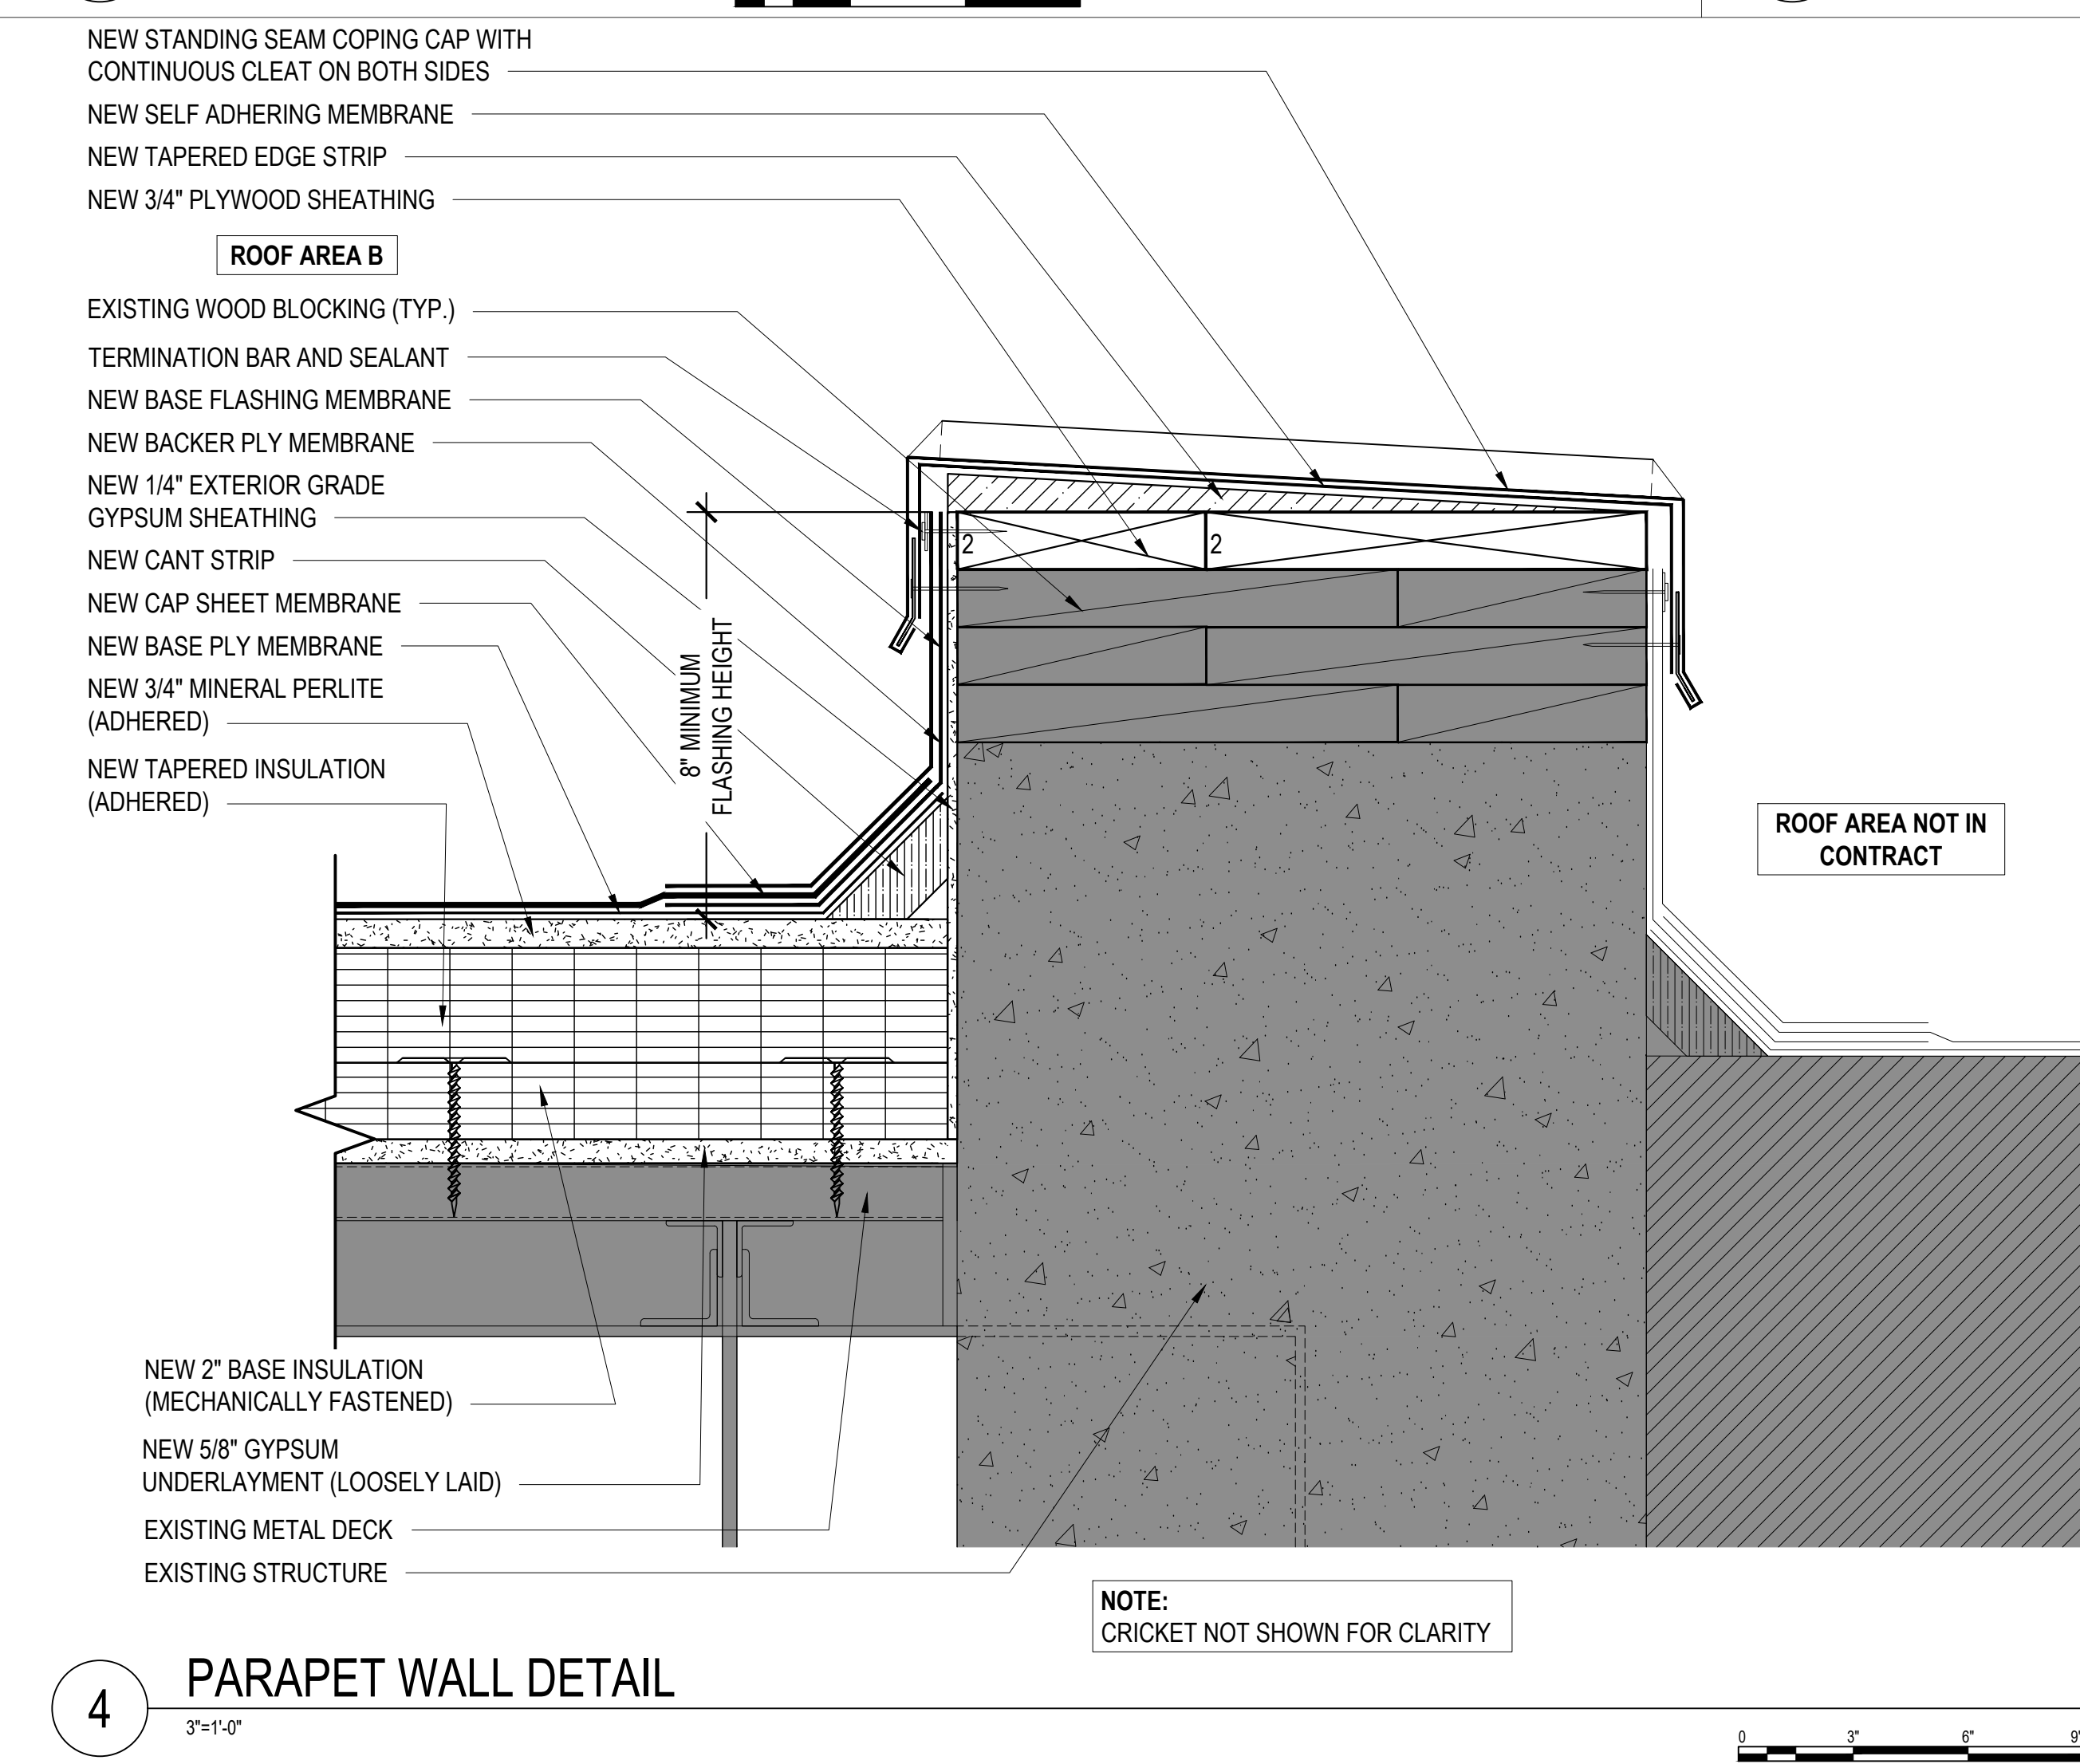 NEW STANDING SEAM COPING CAP WITH
CONTINUOUS CLEAT ON BOTH SIDES
NEW SELF ADHERING MEMBRANE
NEW TAPERED EDGE STRIP
NEW 3/4" PLYWOOD SHEATHING
ROOF AREA B
EXISTING WOOD BLOCKING (TYP.)
TERMINATION BAR AND SEALANT
NEW BASE FLASHING MEMBRANE
NEW BACKER PLY MEMBRANE
NEW 1/4" EXTERIOR GRADE
GYPSUM SHEATHING
NEW CANT STRIP
NEW CAP SHEET MEMBRANE
NEW BASE PLY MEMBRANE
NEW 3/4" MINERAL PERLITE
(ADHERED)
NEW TAPERED INSULATION
(ADHERED)
2
2
8" MINIMUM
FLASHING HEIGHT
ROOF AREA NOT IN
CONTRACT
NEW 2" BASE INSULATION
(MECHANICALLY FASTENED)
NEW 5/8" GYPSUM
UNDERLAYMENT (LOOSELY LAID)
EXISTING METAL DECK
EXISTING STRUCTURE
NOTE:
CRICKET NOT SHOWN FOR CLARITY
4
PARAPET WALL DETAIL
3"=1'-0"
0 3" 6" 9"